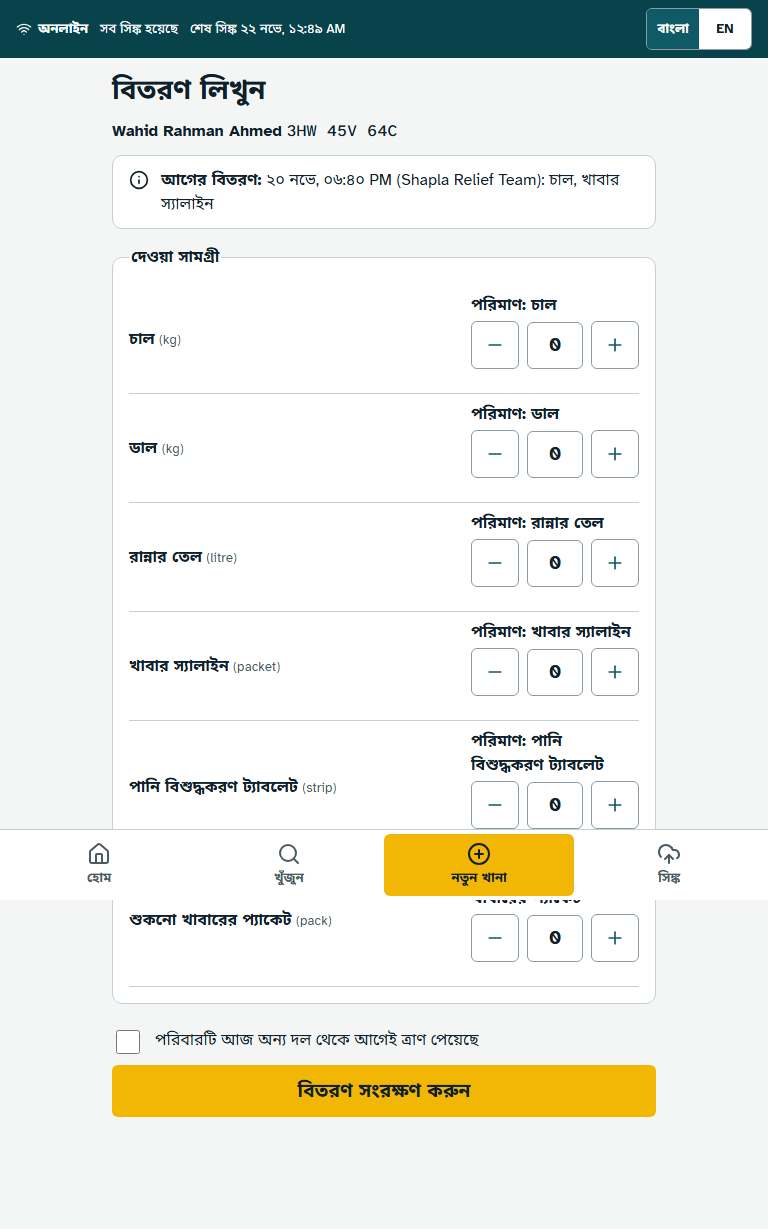 অনলাইন সব সিঙ্ক হয়েছে শেষ সিঙ্ক ২২ নভে, ১২:৪৯ AM বাংলা EN
বিতরণ লিখুন
Wahid Rahman Ahmed 3HW 45V 64C
আগের বিতরণ: ২০ নভে, ০৬:৪০ PM (Shapla Relief Team): চাল, খাবার
স্যালাইন
দেওয়া সামগ্রী
পরিমাণ: চাল
চাল (kg) − 0 +
পরিমাণ: ডাল
ডাল (kg) − 0 +
পরিমাণ: রান্নার তেল
রান্নার তেল (litre) − 0 +
পরিমাণ: খাবার স্যালাইন
খাবার স্যালাইন (packet) − 0 +
পরিমাণ: পানি
বিশুদ্ধকরণ ট্যাবলেট
পানি বিশুদ্ধকরণ ট্যাবলেট (strip) − 0 +
হোম খুঁজুন নতুন খানা সিঙ্ক
শুকনো খাবারের প্যাকেট (pack) − 0 +
পরিবারটি আজ অন্য দল থেকে আগেই ত্রাণ পেয়েছে
বিতরণ সংরক্ষণ করুন